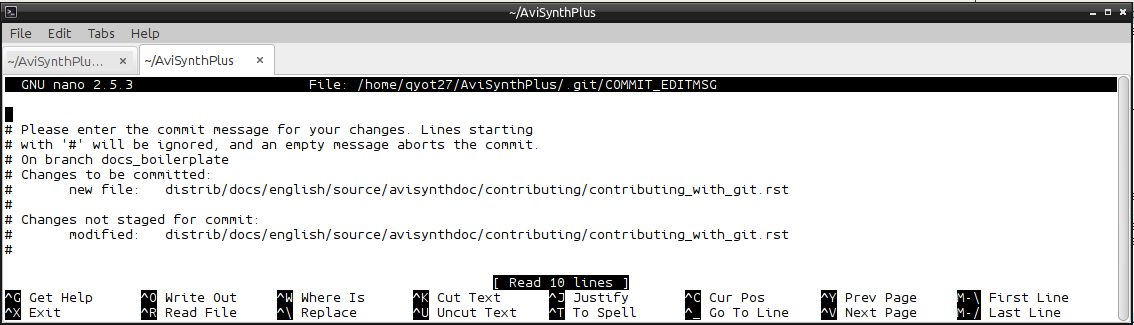 ~/AviSynthPlus
File Edit Tabs Help
~/AviSynthPlu... × ~/AviSynthPlus ×
GNU nano 2.5.3 File: /home/qyot27/AviSynthPlus/.git/COMMIT_EDITMSG
# Please enter the commit message for your changes. Lines starting
# with '#' will be ignored, and an empty message aborts the commit.
# On branch docs_boilerplate
# Changes to be committed:
#       new file:   distrib/docs/english/source/avisynthdoc/contributing/contributing_with_git.rst
#
# Changes not staged for commit:
#       modified:   distrib/docs/english/source/avisynthdoc/contributing/contributing_with_git.rst
#
[ Read 10 lines ]
^G Get Help ^O Write Out ^W Where Is ^K Cut Text ^J Justify ^C Cur Pos ^Y Prev Page M-\ First Line
^X Exit ^R Read File ^\ Replace ^U Uncut Text ^T To Spell ^_ Go To Line ^V Next Page M-/ Last Line